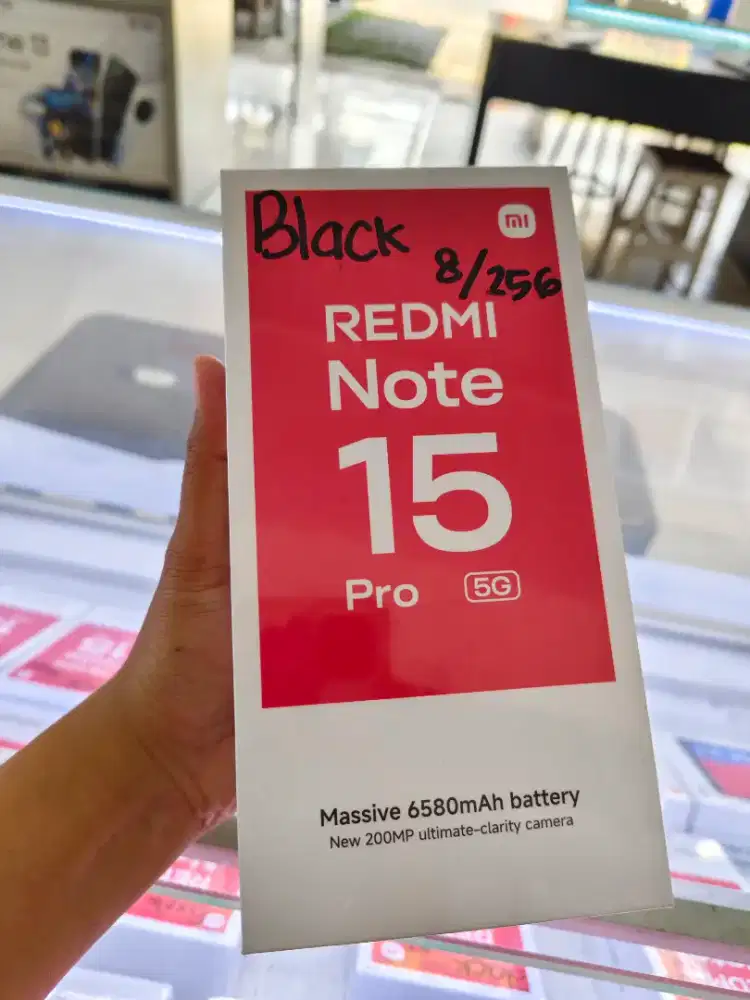 Black
8/256
mi
REDMI
Note
15
Pro 5G
Massive 6580mAh battery
New 200MP ultimate-clarity camera